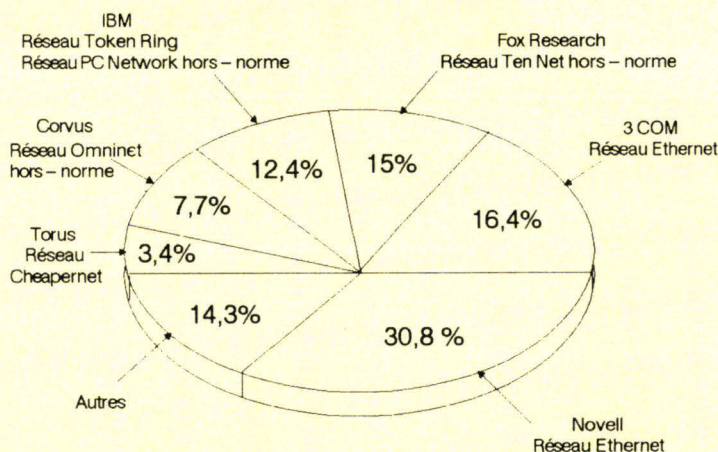 IBM
Réseau Token Ring
Réseau PC Network hors – norme
Fox Research
Réseau Ten Net hors – norme
Corvus
Réseau Omninet
hors – norme
3 COM
Réseau Ethernet
12,4%
15%
7,7%
16,4%
Torus
Réseau
Cheapernet
3,4%
14,3%
30,8 %
Autres
Novell
Réseau Ethernet